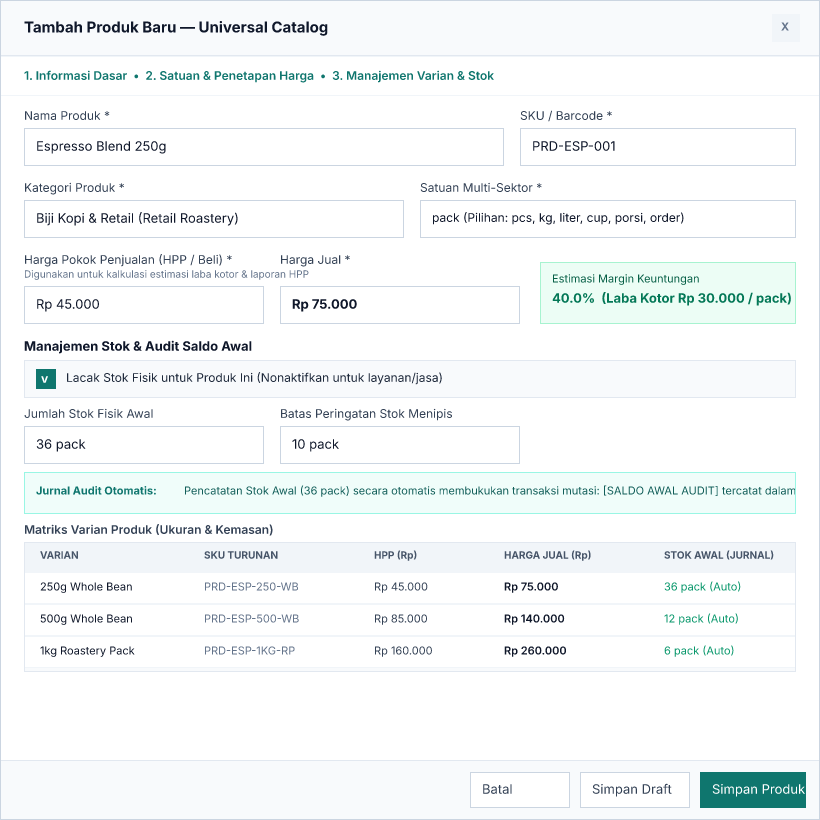 Tambah Produk Baru — Universal Catalog
X
1. Informasi Dasar • 2. Satuan & Penetapan Harga • 3. Manajemen Varian & Stok
Nama Produk *
SKU / Barcode *
Espresso Blend 250g
PRD-ESP-001
Kategori Produk *
Satuan Multi-Sektor *
Biji Kopi & Retail (Retail Roastery)
pack (Pilihan: pcs, kg, liter, cup, porsi, order)
Harga Pokok Penjualan (HPP / Beli) *
Harga Jual *
Digunakan untuk kalkulasi estimasi laba kotor & laporan HPP
Rp 45.000
Rp 75.000
Estimasi Margin Keuntungan
40.0% (Laba Kotor Rp 30.000 / pack)
Manajemen Stok & Audit Saldo Awal
v Lacak Stok Fisik untuk Produk Ini (Nonaktifkan untuk layanan/jasa)
Jumlah Stok Fisik Awal
Batas Peringatan Stok Menipis
36 pack
10 pack
Jurnal Audit Otomatis: Pencatatan Stok Awal (36 pack) secara otomatis membukukan transaksi mutasi: [SALDO AWAL AUDIT] tercatat dalam
Matriks Varian Produk (Ukuran & Kemasan)
VARIAN SKU TURUNAN HPP (Rp) HARGA JUAL (Rp) STOK AWAL (JURNAL)
250g Whole Bean PRD-ESP-250-WB Rp 45.000 Rp 75.000 36 pack (Auto)
500g Whole Bean PRD-ESP-500-WB Rp 85.000 Rp 140.000 12 pack (Auto)
1kg Roastery Pack PRD-ESP-1KG-RP Rp 160.000 Rp 260.000 6 pack (Auto)
Batal
Simpan Draft
Simpan Produk